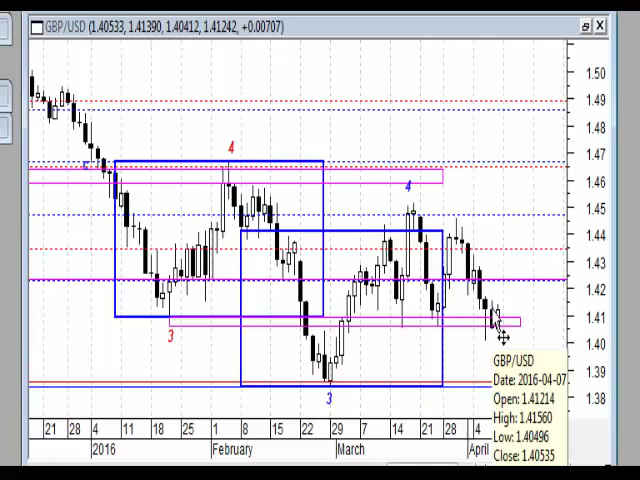 GBP/USD (1.40533, 1.41390, 1.40412, 1.41242, +0.00707)
1.50
1.49
1.48
1.47
1.46
1.45
1.44
1.43
1.42
1.41
1.40
1.39
1.38
4
4
3
3
GBP/USD
Date: 2016-04-07
Open: 1.41214
High: 1.41560
Low: 1.40496
Close: 1.40535
21 28 4 11 18 25 1 8 15 22 29 7 14 21 28 4
2016 February March April